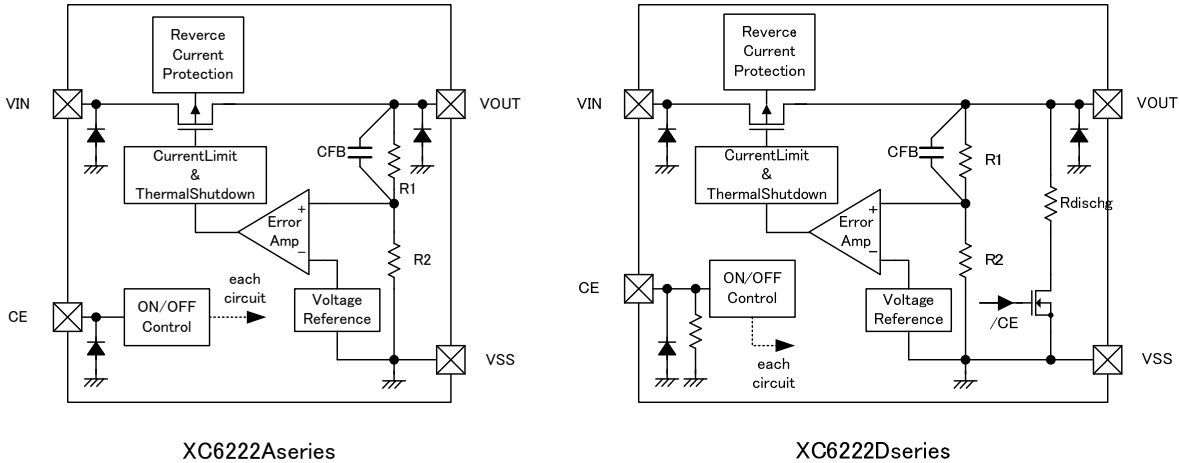 Reverce
Current
Protection
VIN
VOUT
CFB
R1
CurrentLimit
&
ThermalShutdown
+
Error
Amp
−
R2
each
circuit
CE
ON/OFF
Control
Voltage
Reference
VSS
XC6222Aseries
Reverce
Current
Protection
VIN
VOUT
CFB
R1
CurrentLimit
&
ThermalShutdown
Rdischg
+
Error
Amp
−
R2
CE
ON/OFF
Control
Voltage
Reference
/CE
each
circuit
VSS
XC6222Dseries